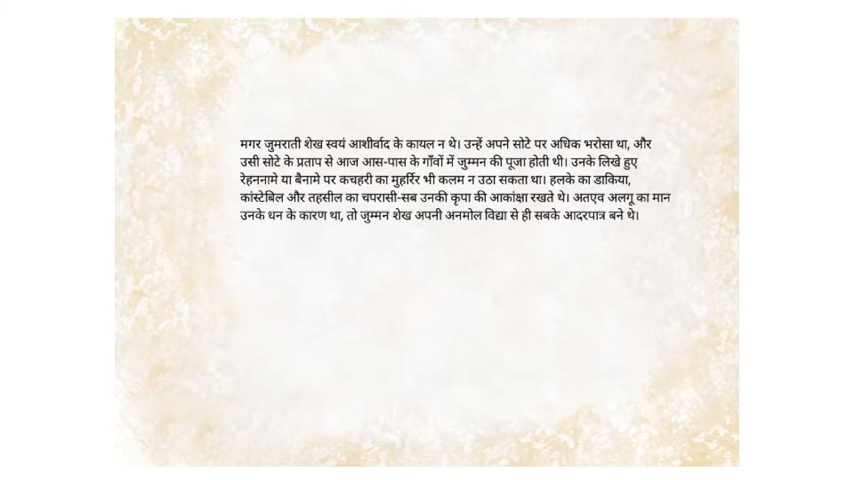 मगर जुमराती शेख स्वयं आशीर्वाद के कायल न थे। उन्हें अपने सोटे पर अधिक भरोसा था, और
उसी सोटे के प्रताप से आज आस-पास के गाँवों में जुम्मन की पूजा होती थी। उनके लिखे हुए
रेहननामे या बैनामे पर कचहरी का मुहर्रिर भी कलम न उठा सकता था। हलके का डाकिया,
कांस्टेबिल और तहसील का चपरासी-सब उनकी कृपा की आकांक्षा रखते थे। अतएव अलगू का मान
उनके धन के कारण था, तो जुम्मन शेख अपनी अनमोल विद्या से ही सबके आदरपात्र बने थे।